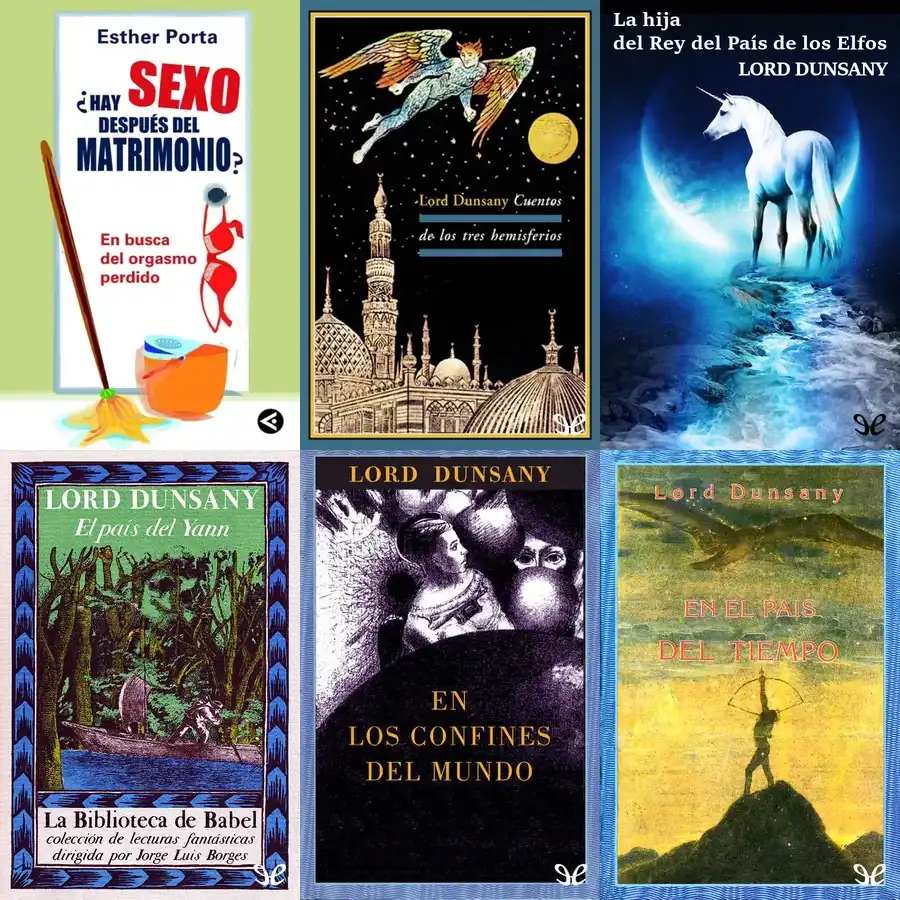 Esther Porta
¿HAY SEXO
DESPUÉS DEL
MATRIMONIO?
En busca
del orgasmo
perdido
Lord Dunsany Cuentos
de los tres hemisferios
La hija
del Rey del País de los Elfos
LORD DUNSANY
LORD DUNSANY
El país del Yann
La Biblioteca de Babel
colección de lecturas fantásticas
dirigida por Jorge Luis Borges
LORD DUNSANY
EN
LOS CONFINES
DEL MUNDO
Lord Dunsany
EN EL PAIS
DEL TIEMPO